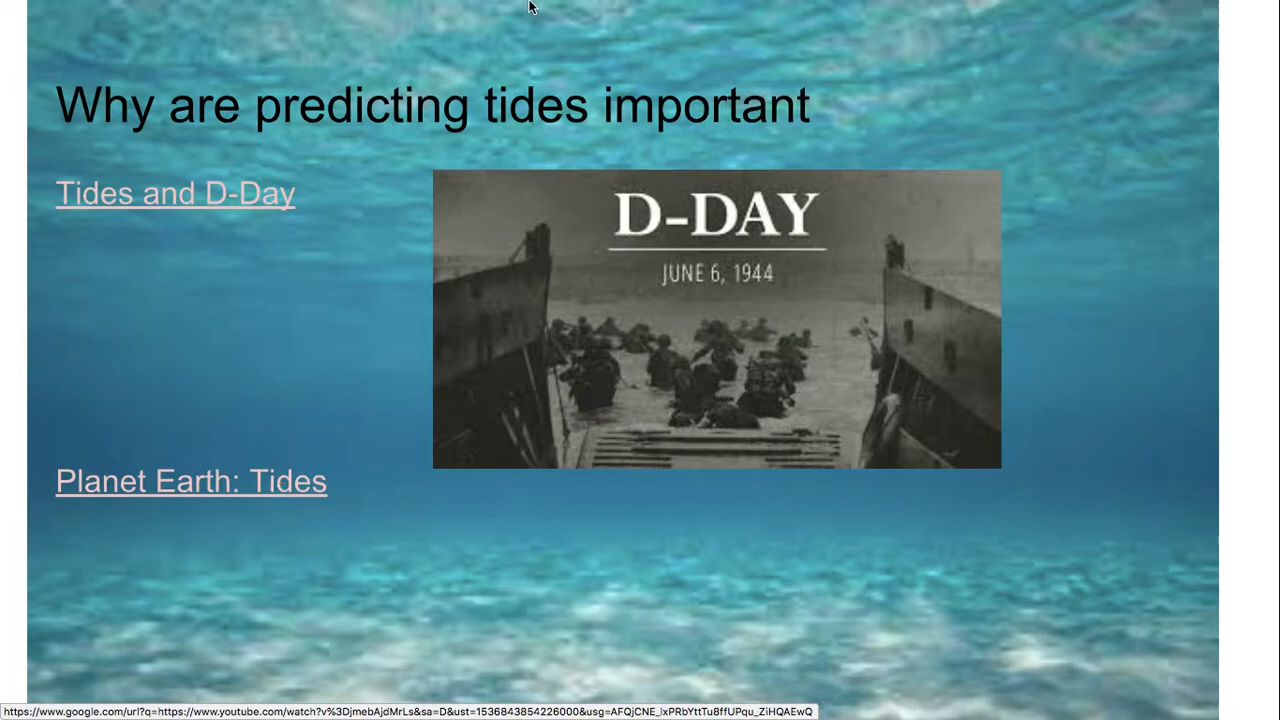 Why are predicting tides important
Tides and D-Day
D-DAY
JUNE 6, 1944
Planet Earth: Tides
https://www.google.com/url?q=https://www.youtube.com/watch?v%3DjmebAjdMrLs&sa=D&ust=1536843854226000&usg=AFQjCNE_lxPRbYttTu8ffUPqu_ZiHQAEwQ